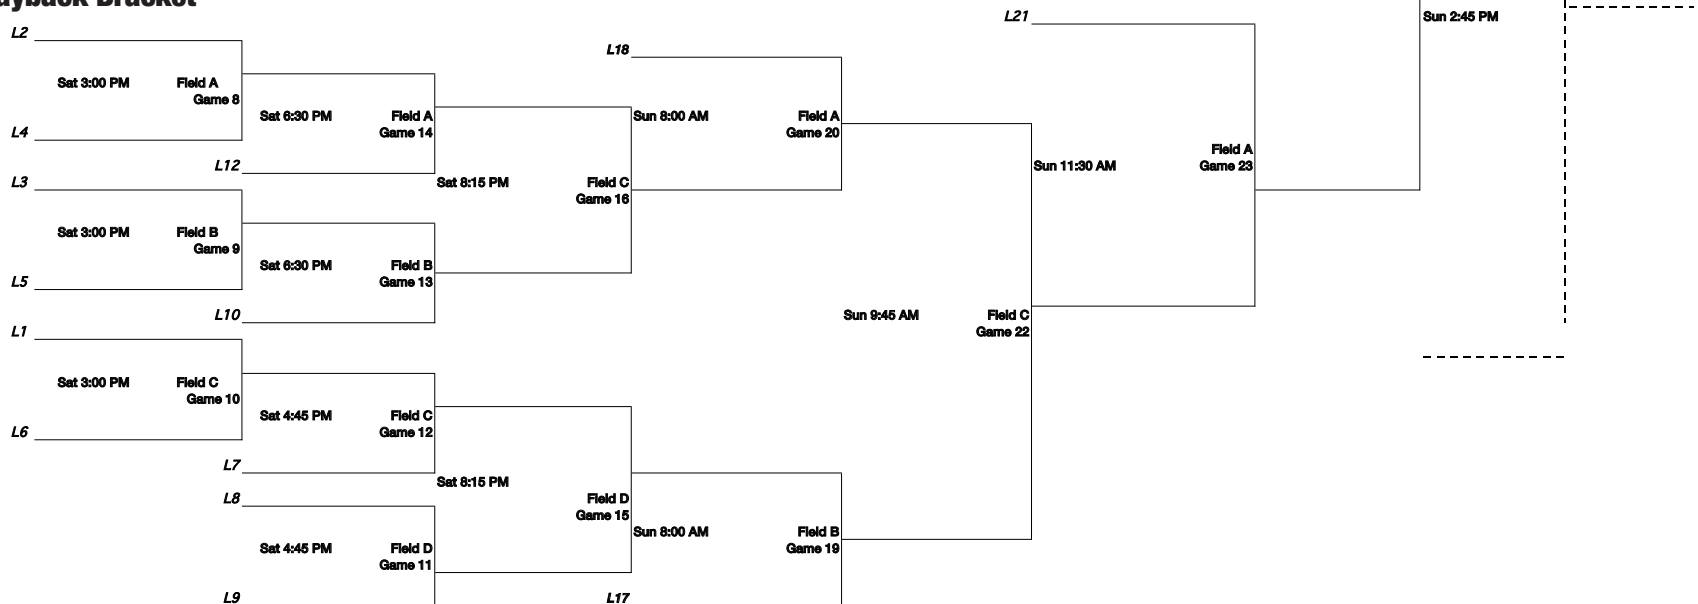 L21
Sun 2:45 PM
L2
L18
Sat 3:00 PM
Field A
Game 8
Sat 6:30 PM
Field A
Game 14
Sun 8:00 AM
Field A
Game 20
L4
L12
Sun 11:30 AM
Field A
Game 23
L3
Sat 8:15 PM
Field C
Game 16
Sat 3:00 PM
Field B
Game 9
Sat 6:30 PM
Field B
Game 13
L5
L10
Sun 9:45 AM
Field C
Game 22
L1
Sat 3:00 PM
Field C
Game 10
Sat 4:45 PM
Field C
Game 12
L6
L7
Sat 8:15 PM
Field D
Game 15
L8
Sun 8:00 AM
Field B
Game 19
Sat 4:45 PM
Field D
Game 11
L9
L17